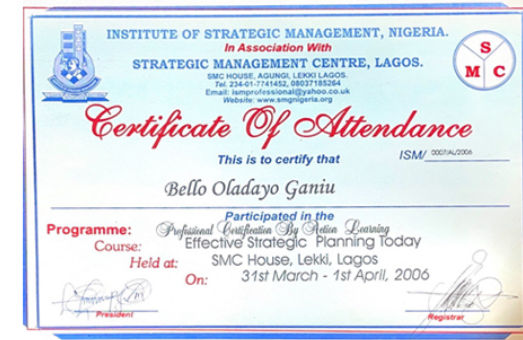 INSTITUTE OF STRATEGIC MANAGEMENT, NIGERIA.
In Association With
STRATEGIC MANAGEMENT CENTRE, LAGOS.
SMC HOUSE, AGUNGI, LEKKI LAGOS.
Tel. 234-01-7741452, 08037185264
Email: ismprofessional@yahoo.co.uk
Website: www.smgnigeria.org
S
M C
Certificate Of Attendance
This is to certify that
ISM/ 0007/AL/2006
Bello Oladayo Ganiu
Participated in the
Programme: Professional Certification By Action Learning
Course: Effective Strategic Planning Today
Held at: SMC House, Lekki, Lagos
On: 31st March - 1st April, 2006
President
Registrar